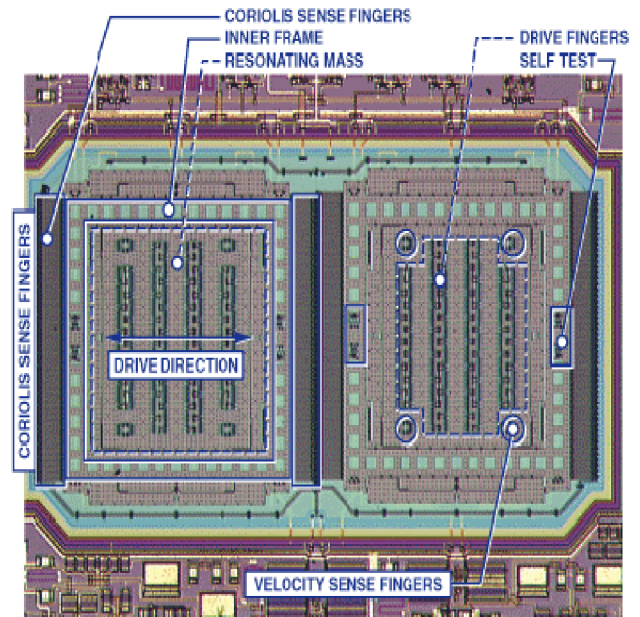 CORIOLIS SENSE FINGERS
INNER FRAME
RESONATING MASS
DRIVE FINGERS
SELF TEST
CORIOLIS SENSE FINGERS
DRIVE DIRECTION
VELOCITY SENSE FINGERS